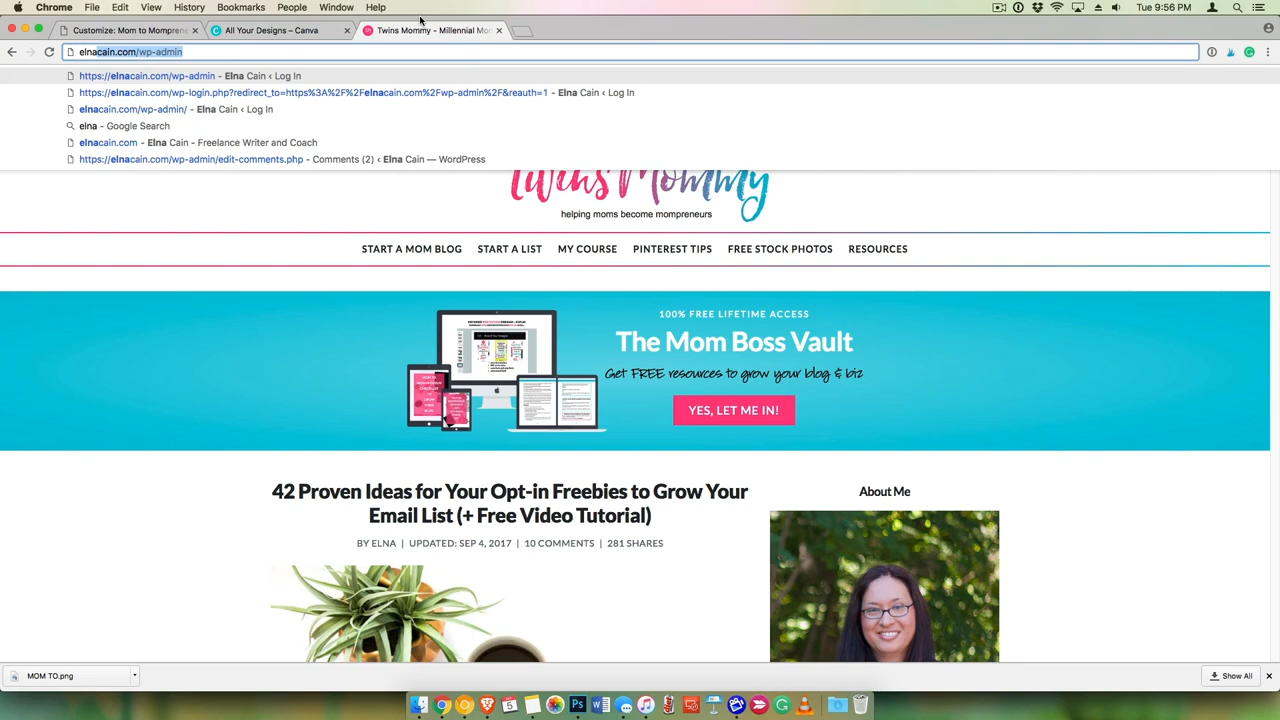 Chrome File Edit View History Bookmarks People Window Help Tue 9:56 PM
Customize: Mom to Momprene All Your Designs – Canva Twins Mommy - Millennial Mo
elnacain.com/wp-admin
https://elnacain.com/wp-admin - Elna Cain ‹ Log In
https://elnacain.com/wp-login.php?redirect_to=https%3A%2F%2Felnacain.com%2Fwp-admin%2F&reauth=1 - Elna Cain ‹ Log In
elnacain.com/wp-admin/ - Elna Cain ‹ Log In
elna - Google Search
elnacain.com - Elna Cain - Freelance Writer and Coach
https://elnacain.com/wp-admin/edit-comments.php - Comments (2) ‹ Elna Cain — WordPress
Twins Mommy
helping moms become mompreneurs
START A MOM BLOG START A LIST MY COURSE PINTEREST TIPS FREE STOCK PHOTOS RESOURCES
100% FREE LIFETIME ACCESS
The Mom Boss Vault
Get FREE resources to grow your blog & biz
YES, LET ME IN!
42 Proven Ideas for Your Opt-in Freebies to Grow Your
Email List (+ Free Video Tutorial)
BY ELNA | UPDATED: SEP 4, 2017 | 10 COMMENTS | 281 SHARES
About Me
MOM TO.png
Show All
5
Ps
W